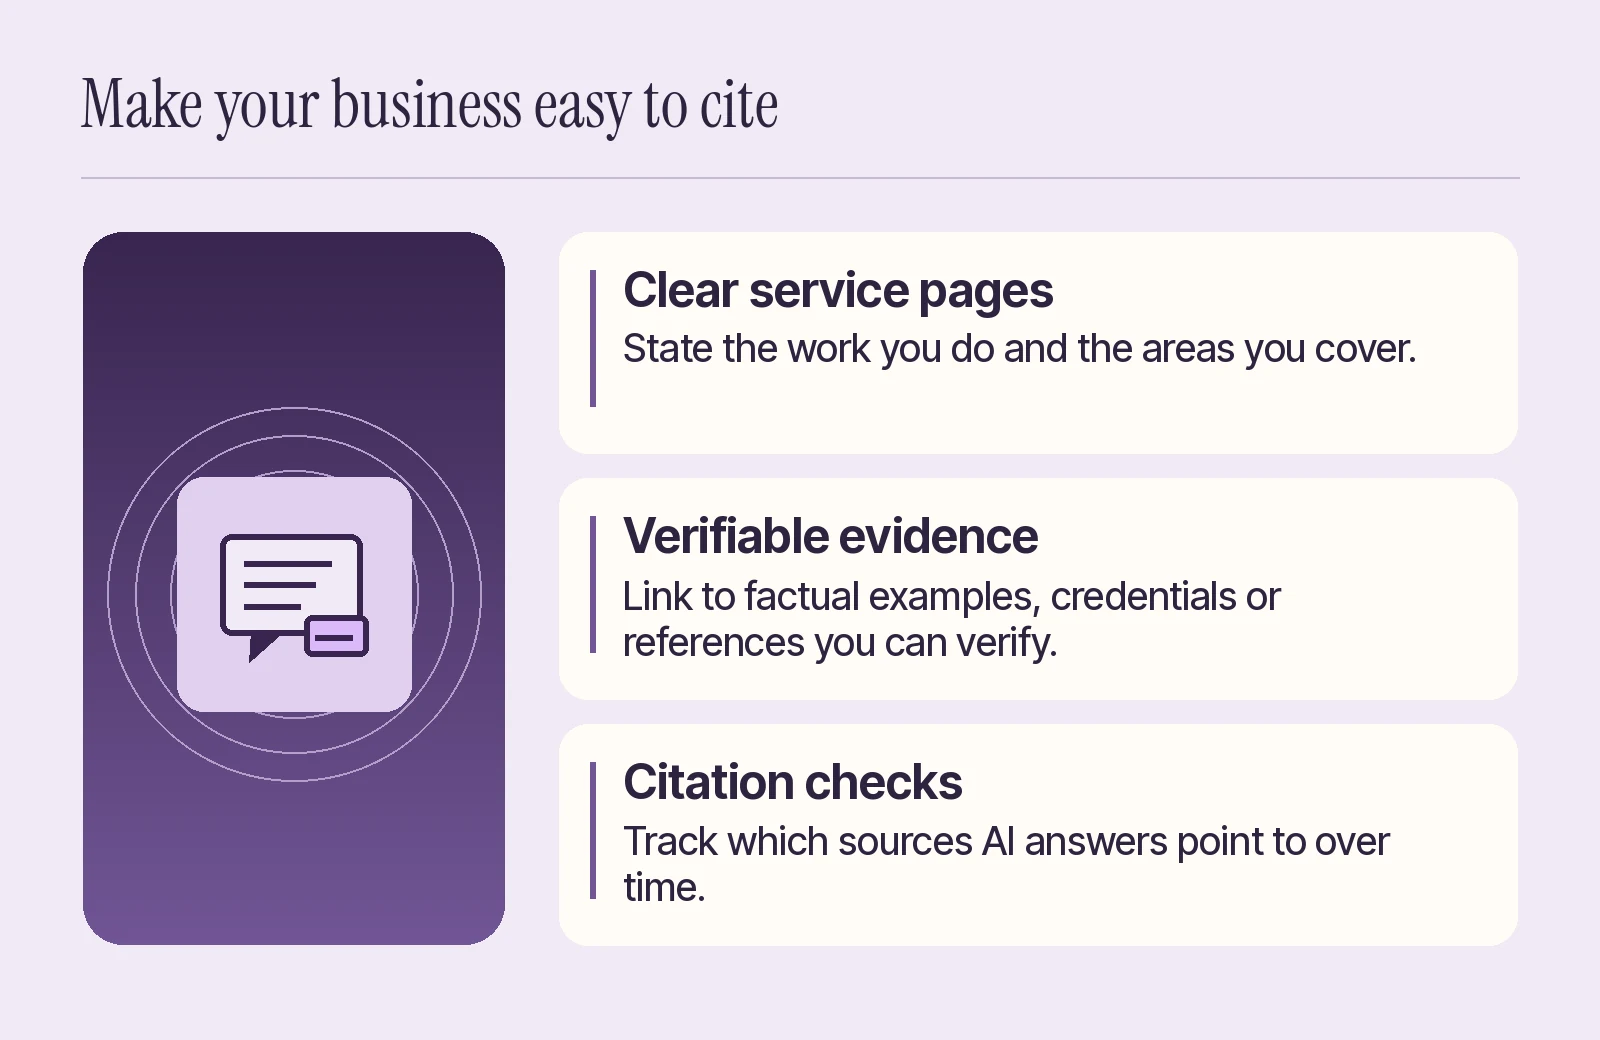 Make your business easy to cite
Clear service pages
State the work you do and the areas you cover.
Verifiable evidence
Link to factual examples, credentials or
references you can verify.
Citation checks
Track which sources AI answers point to over
time.